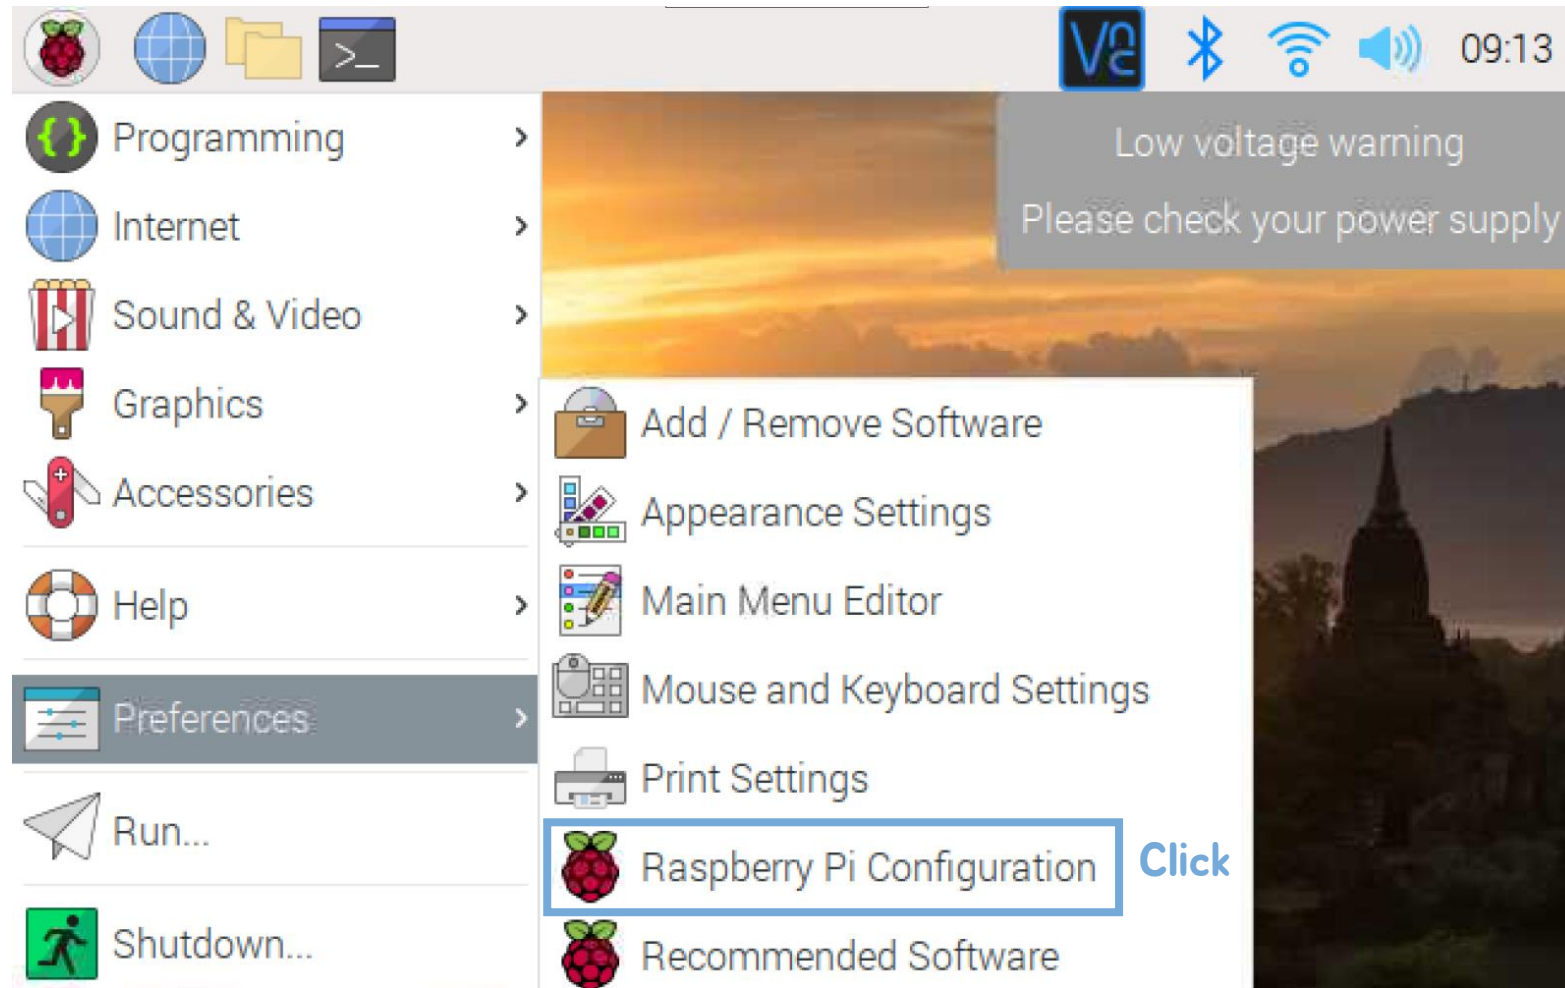 >_
VNC
09:13
Low voltage warning
Please check your power supply
Programming
Internet
Sound & Video
Graphics
Accessories
Help
Preferences
Run...
Shutdown...
Add / Remove Software
Appearance Settings
Main Menu Editor
Mouse and Keyboard Settings
Print Settings
Raspberry Pi Configuration
Click
Recommended Software